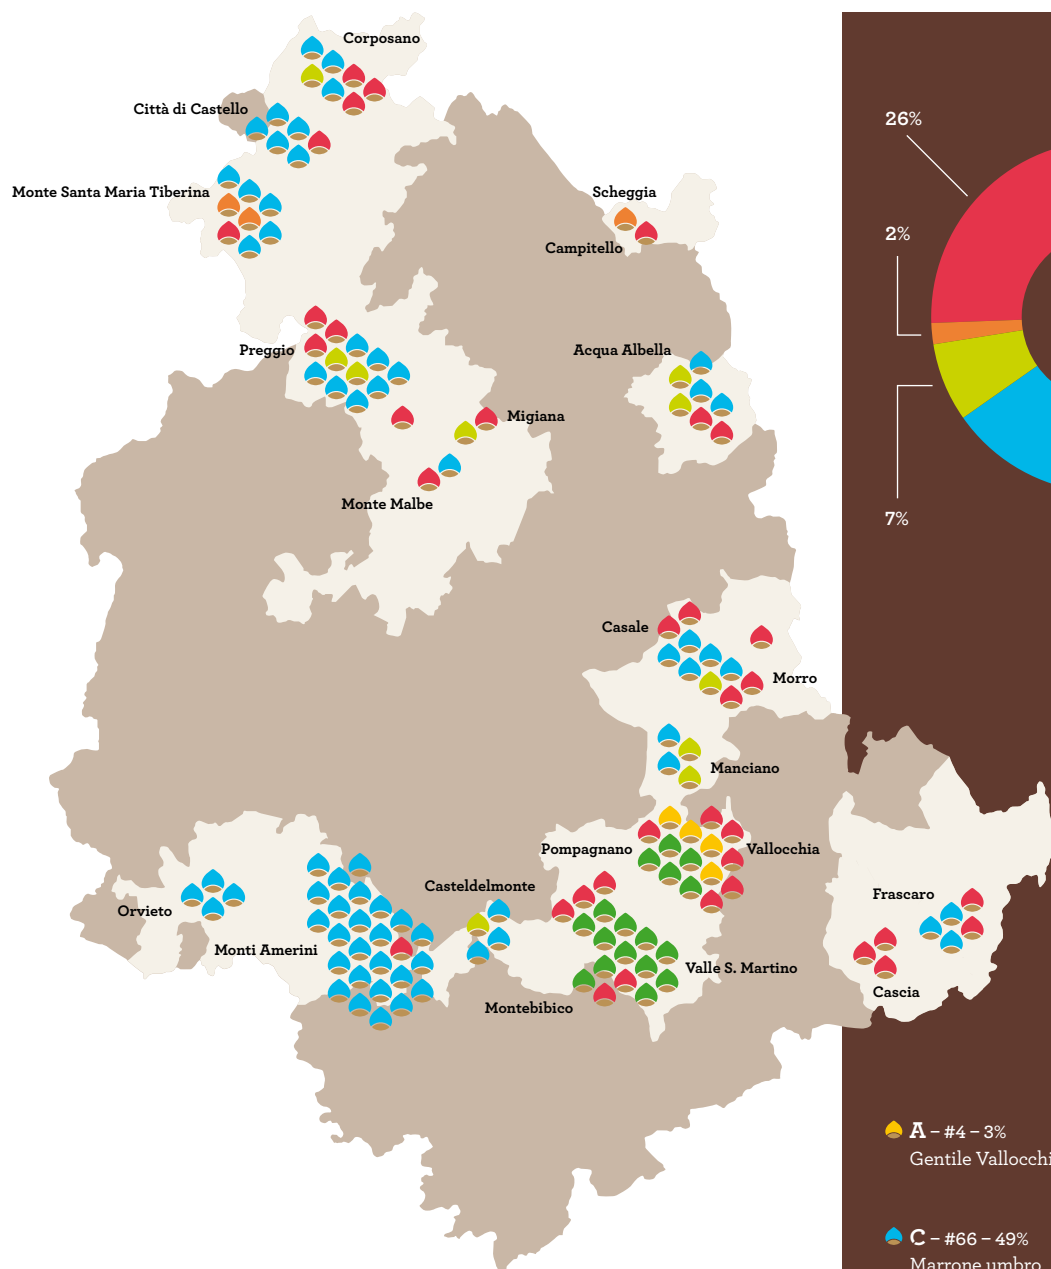 Corposano
Città di Castello
Monte Santa Maria Tiberina
Scheggia
Campitello
Preggio
Acqua Albella
Migiana
Monte Malbe
Casale
Morro
Manciano
Pompagnano
Vallocchia
Casteldelmonte
Orvieto
Monti Amerini
Valle S. Martino
Montebibico
Frascaro
Cascia
26%
2%
7%
A – #4 – 3%
Gentile Vallocchi
C – #66 – 49%
Marrone umbro